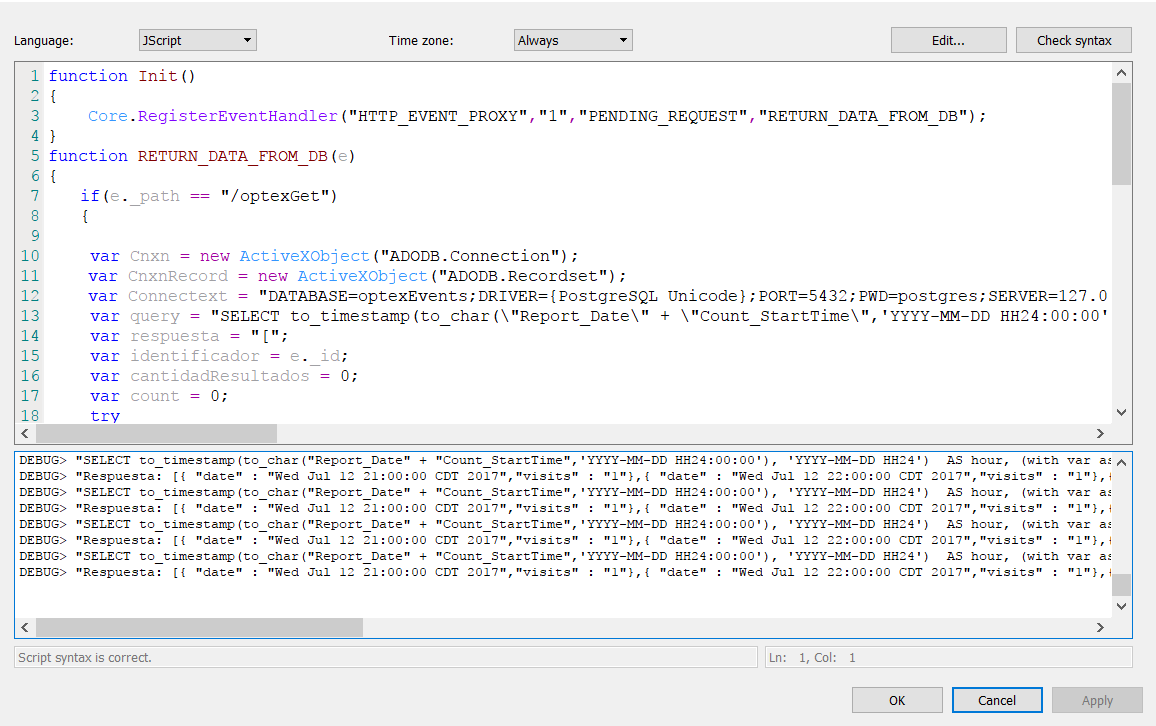 Language: JScript Time zone: Always Edit... Check syntax
1 function Init()
2 {
3 Core.RegisterEventHandler("HTTP_EVENT_PROXY","1","PENDING_REQUEST","RETURN_DATA_FROM_DB");
4 }
5 function RETURN_DATA_FROM_DB(e)
6 {
7 if(e._path == "/optexGet")
8 {
9
10 var Cnxn = new ActiveXObject("ADODB.Connection");
11 var CnxnRecord = new ActiveXObject("ADODB.Recordset");
12 var Connectext = "DATABASE=optexEvents;DRIVER={PostgreSQL Unicode};PORT=5432;PWD=postgres;SERVER=127.0
13 var query = "SELECT to_timestamp(to_char(\"Report_Date\" + \"Count_StartTime\",'YYYY-MM-DD HH24:00:00'
14 var respuesta = "[";
15 var identificador = e._id;
16 var cantidadResultados = 0;
17 var count = 0;
18 try
DEBUG> "SELECT to_timestamp(to_char("Report_Date" + "Count_StartTime",'YYYY-MM-DD HH24:00:00'), 'YYYY-MM-DD HH24') AS hour, (with var as
DEBUG> "Respuesta: [{ "date" : "Wed Jul 12 21:00:00 CDT 2017","visits" : "1"},{ "date" : "Wed Jul 12 22:00:00 CDT 2017","visits" : "1"},{
DEBUG> "SELECT to_timestamp(to_char("Report_Date" + "Count_StartTime",'YYYY-MM-DD HH24:00:00'), 'YYYY-MM-DD HH24') AS hour, (with var as
DEBUG> "Respuesta: [{ "date" : "Wed Jul 12 21:00:00 CDT 2017","visits" : "1"},{ "date" : "Wed Jul 12 22:00:00 CDT 2017","visits" : "1"},{
DEBUG> "SELECT to_timestamp(to_char("Report_Date" + "Count_StartTime",'YYYY-MM-DD HH24:00:00'), 'YYYY-MM-DD HH24') AS hour, (with var as
DEBUG> "Respuesta: [{ "date" : "Wed Jul 12 21:00:00 CDT 2017","visits" : "1"},{ "date" : "Wed Jul 12 22:00:00 CDT 2017","visits" : "1"},{
DEBUG> "SELECT to_timestamp(to_char("Report_Date" + "Count_StartTime",'YYYY-MM-DD HH24:00:00'), 'YYYY-MM-DD HH24') AS hour, (with var as
DEBUG> "Respuesta: [{ "date" : "Wed Jul 12 21:00:00 CDT 2017","visits" : "1"},{ "date" : "Wed Jul 12 22:00:00 CDT 2017","visits" : "1"},{
Script syntax is correct. Ln: 1, Col: 1
OK Cancel Apply